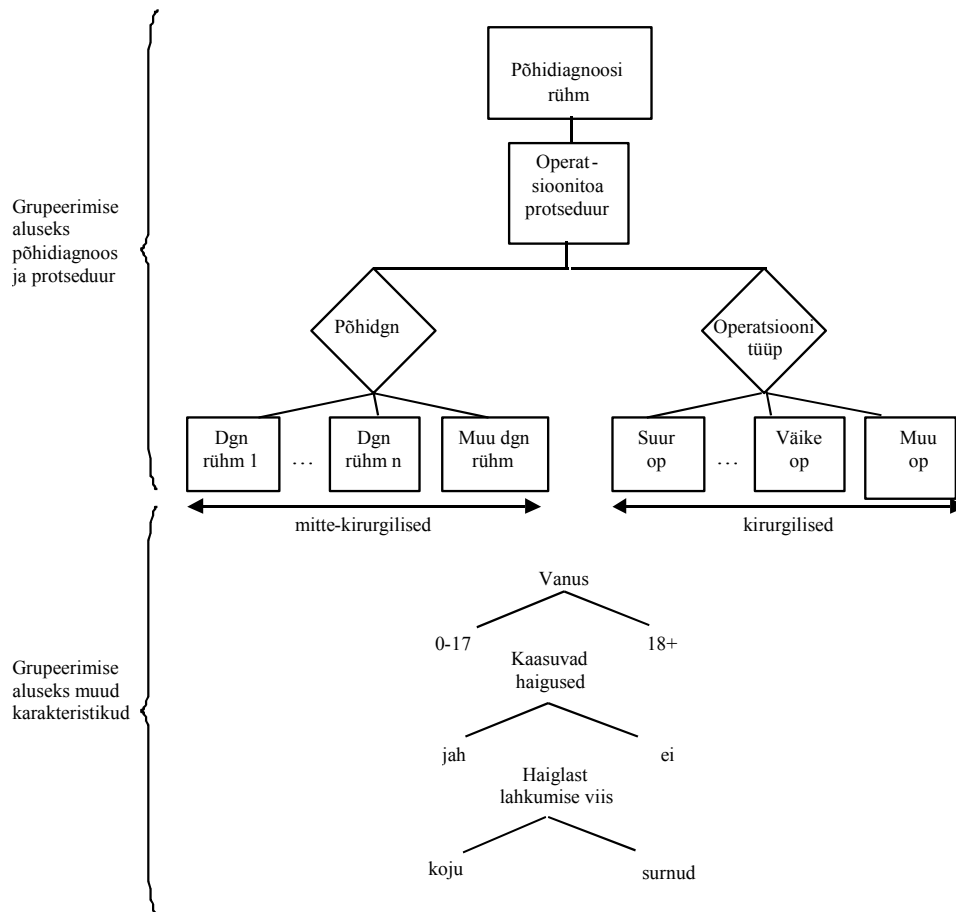 Põhidiagnoosi
rühm
Operat-
sioonitoa
protseduur
Grupeerimise
aluseks
põhidiagnoos
ja protseduur
Põhidgn
Operatsiooni
tüüp
Dgn
rühm 1
...
Dgn
rühm n
Muu dgn
rühm
Suur
op
...
Väike
op
Muu
op
mitte-kirurgilised
kirurgilised
Vanus
0-17
18+
Grupeerimise
aluseks muud
karakteristikud
Kaasuvad
haigused
jah
ei
Haiglast
lahkumise viis
koju
surnud